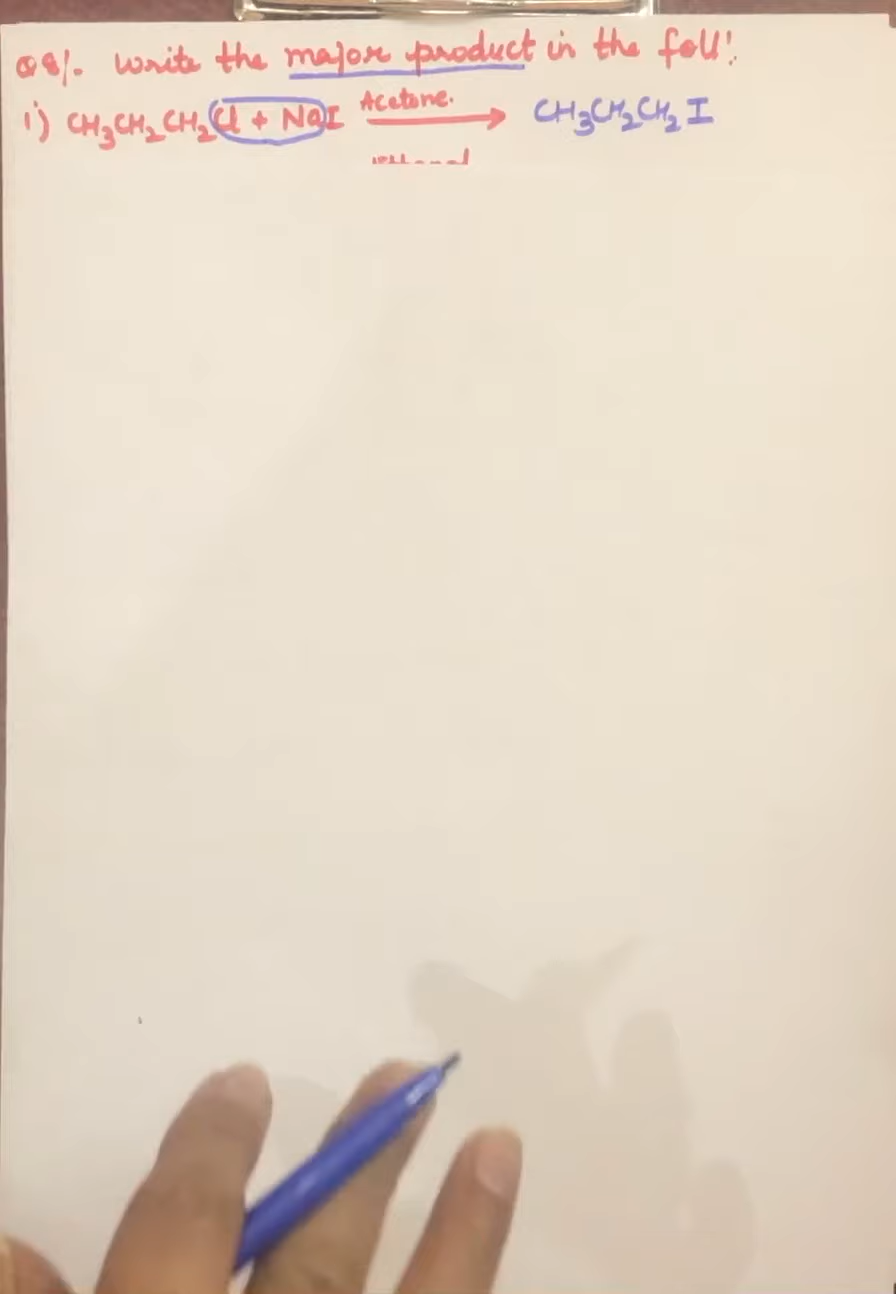 Q8/. Write the major product in the foll!
i) CH₃CH₂CH₂Cl + NaI Acetone. → CH₃CH₂CH₂I